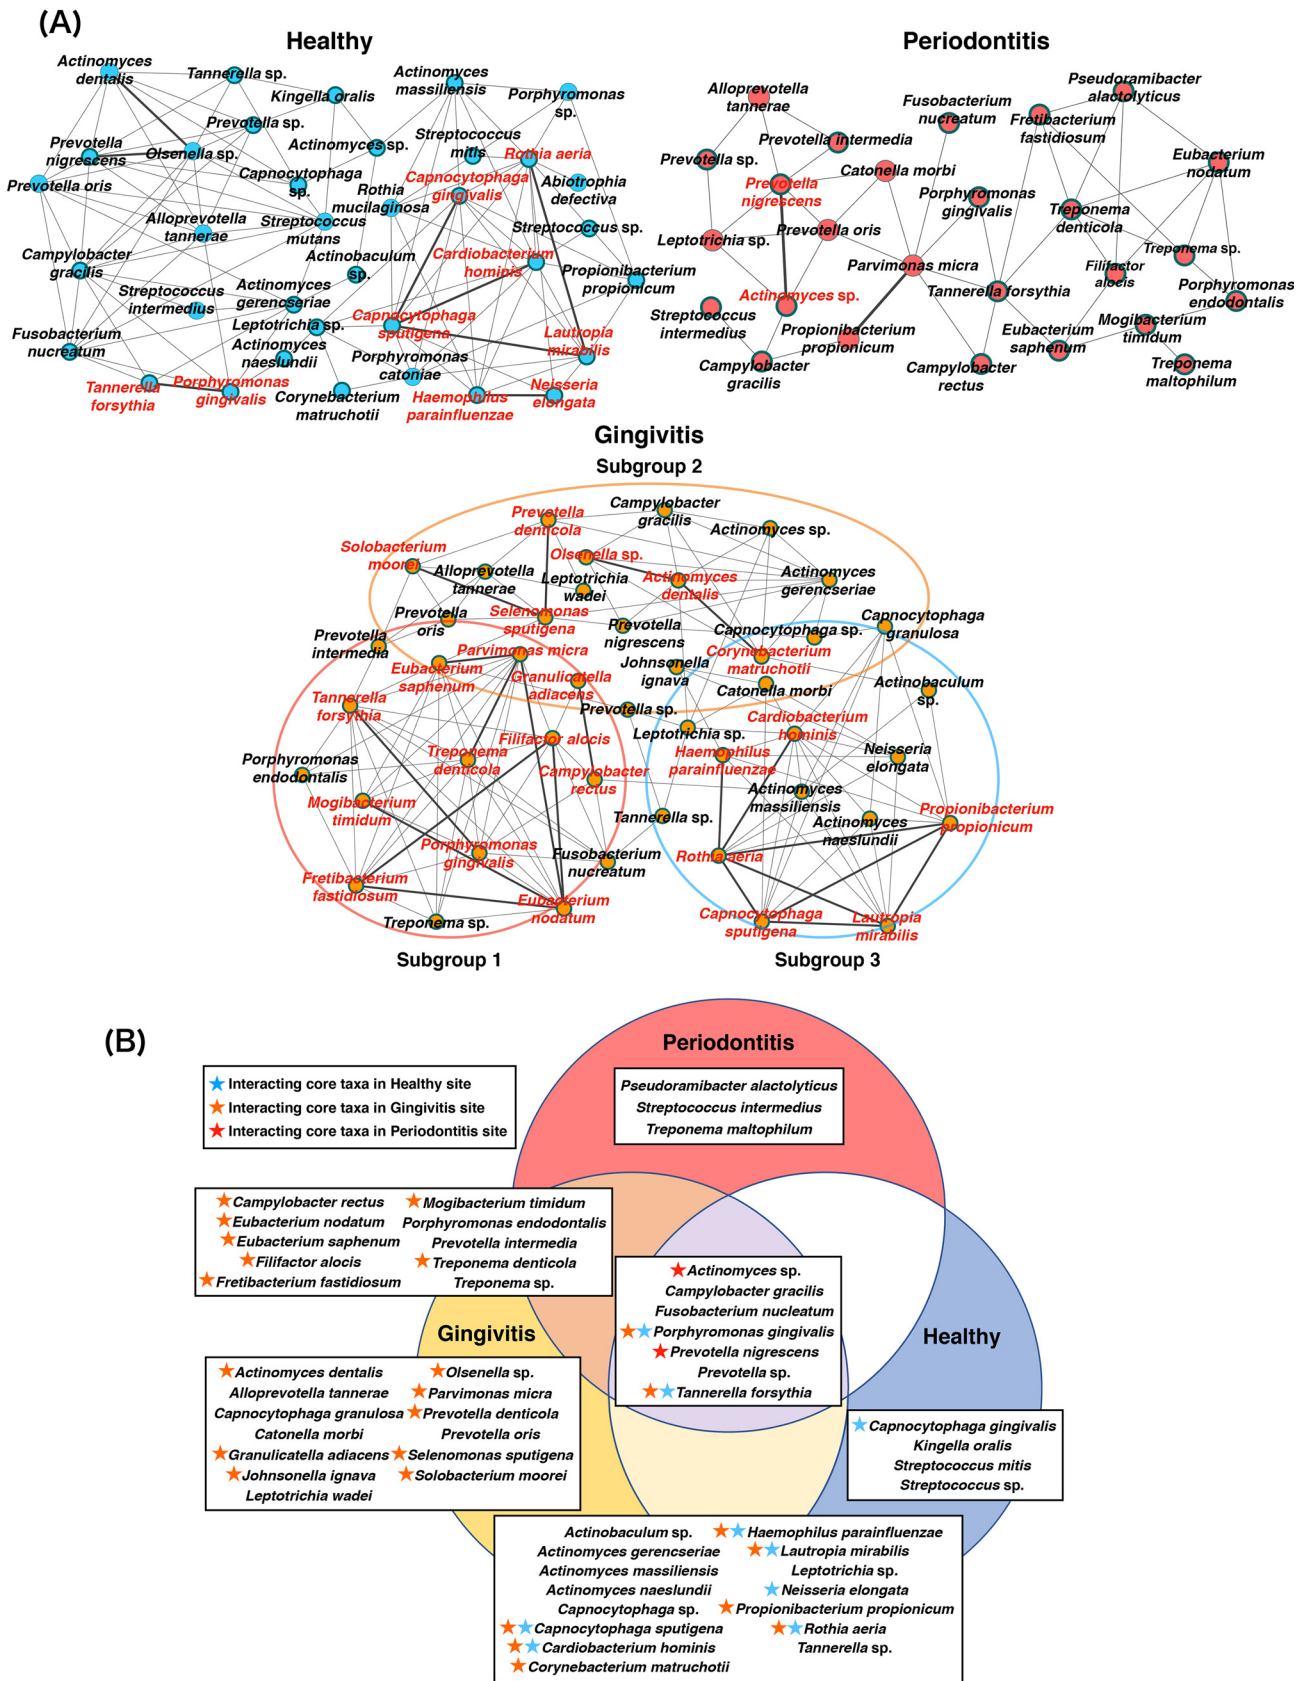 (A)
Healthy
Actinomyces
dentalis
Tannerella sp.
Kingella oralis
Actinomyces
massiliensis
Porphyromonas
sp.
Prevotella sp.
Prevotella
nigrescens
Olsenella sp.
Actinomyces sp.
Streptococcus
mitis
Rothia aeria
Prevotella oris
Capnocytophaga
sp.
Capnocytophaga
gingivalis
Abiotrophia
defectiva
Rothia
mucilaginosa
Alloprevotella
tannerae
Streptococcus
mutans
Streptococcus sp.
Campylobacter
gracilis
Actinobaculum
sp.
Cardiobacterium
hominis
Propionibacterium
propionicum
Streptococcus
intermedius
Actinomyces
gerencseriae
Leptotrichia sp.
Capnocytophaga
sputigena
Lautropia
mirabilis
Fusobacterium
nucreatum
Actinomyces
naeslundii
Porphyromonas
catoniae
Tannerella
forsythia
Porphyromonas
gingivalis
Corynebacterium
matruchotii
Haemophilus
parainfluenzae
Neisseria
elongata
Periodontitis
Alloprevotella
tannerae
Fusobacterium
nucreatum
Pseudoramibacter
alactolyticus
Fretibacterium
fastidiosum
Prevotella intermedia
Prevotella sp.
Catonella morbi
Eubacterium
nodatum
Prevotella
nigrescens
Porphyromonas
gingivalis
Treponema
denticola
Leptotrichia sp.
Prevotella oris
Treponema sp.
Parvimonas micra
Filifactor
alocis
Actinomyces sp.
Tannerella forsythia
Porphyromonas
endodontalis
Streptococcus
intermedius
Propionibacterium
propionicum
Eubacterium
saphenum
Mogibacterium
timidum
Campylobacter
gracilis
Campylobacter
rectus
Treponema
maltophilum
Gingivitis
Subgroup 2
Prevotella
denticola
Campylobacter
gracilis
Actinomyces sp.
Solobacterium
moorei
Alloprevotella
tannerae
Olsenella sp.
Leptotrichia
wadei
Actinomyces
dentalis
Actinomyces
gerencseriae
Prevotella
oris
Selenomonas
sputigena
Prevotella
nigrescens
Capnocytophaga sp.
Capnocytophaga
granulosa
Prevotella
intermedia
Parvimonas micra
Eubacterium
saphenum
Granulicatella
adiacens
Johnsonella
ignava
Corynebacterium
matruchotii
Catonella morbi
Actinobaculum
sp.
Tannerella
forsythia
Prevotella sp.
Leptotrichia sp.
Cardiobacterium
hominis
Filifactor alocis
Haemophilus
parainfluenzae
Neisseria
elongata
Porphyromonas
endodontalis
Treponema
denticola
Campylobacter
rectus
Actinomyces
massiliensis
Mogibacterium
timidum
Tannerella sp.
Actinomyces
naeslundii
Propionibacterium
propionicum
Porphyromonas
gingivalis
Fusobacterium
nucreatum
Rothia aeria
Fretibacterium
fastidiosum
Eubacterium
nodatum
Treponema sp.
Capnocytophaga
sputigena
Lautropia
mirabilis
Subgroup 1
Subgroup 3
(B)
Periodontitis
Interacting core taxa in Healthy site
Interacting core taxa in Gingivitis site
Interacting core taxa in Periodontitis site
Pseudoramibacter alactolyticus
Streptococcus intermedius
Treponema maltophilum
Campylobacter rectus
Eubacterium nodatum
Eubacterium saphenum
Filifactor alocis
Fretibacterium fastidiosum
Mogibacterium timidum
Porphyromonas endodontalis
Prevotella intermedia
Treponema denticola
Treponema sp.
Actinomyces sp.
Campylobacter gracilis
Fusobacterium nucleatum
Porphyromonas gingivalis
Prevotella nigrescens
Prevotella sp.
Tannerella forsythia
Gingivitis
Healthy
Actinomyces dentalis
Alloprevotella tannerae
Capnocytophaga granulosa
Catonella morbi
Granulicatella adiacens
Johnsonella ignava
Leptotrichia wadei
Olsenella sp.
Parvimonas micra
Prevotella denticola
Prevotella oris
Selenomonas sputigena
Solobacterium moorei
Capnocytophaga gingivalis
Kingella oralis
Streptococcus mitis
Streptococcus sp.
Actinobaculum sp.
Actinomyces gerencseriae
Actinomyces massiliensis
Actinomyces naeslundii
Capnocytophaga sp.
Capnocytophaga sputigena
Cardiobacterium hominis
Corynebacterium matruchotii
Haemophilus parainfluenzae
Lautropia mirabilis
Leptotrichia sp.
Neisseria elongata
Propionibacterium propionicum
Rothia aeria
Tannerella sp.